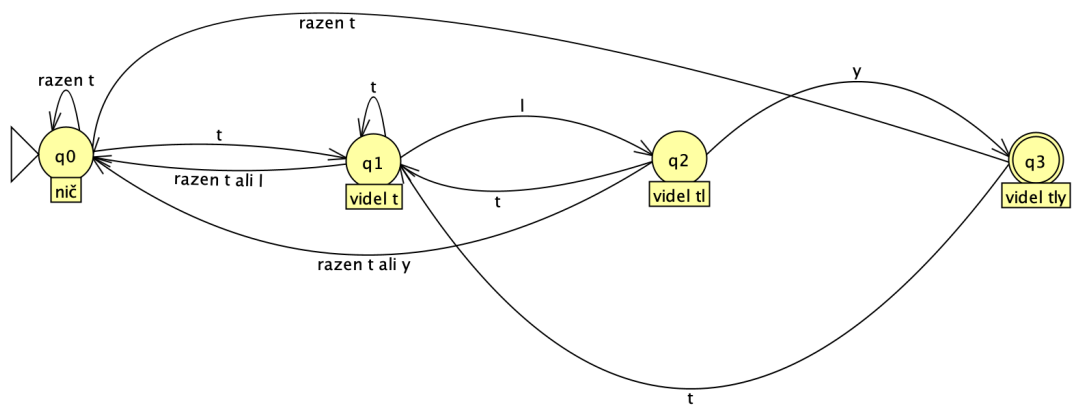 razen t
razen t
t
t
l
y
q0
nič
q1
videl t
q2
videl tl
q3
videl tly
razen t ali l
t
razen t ali y
t